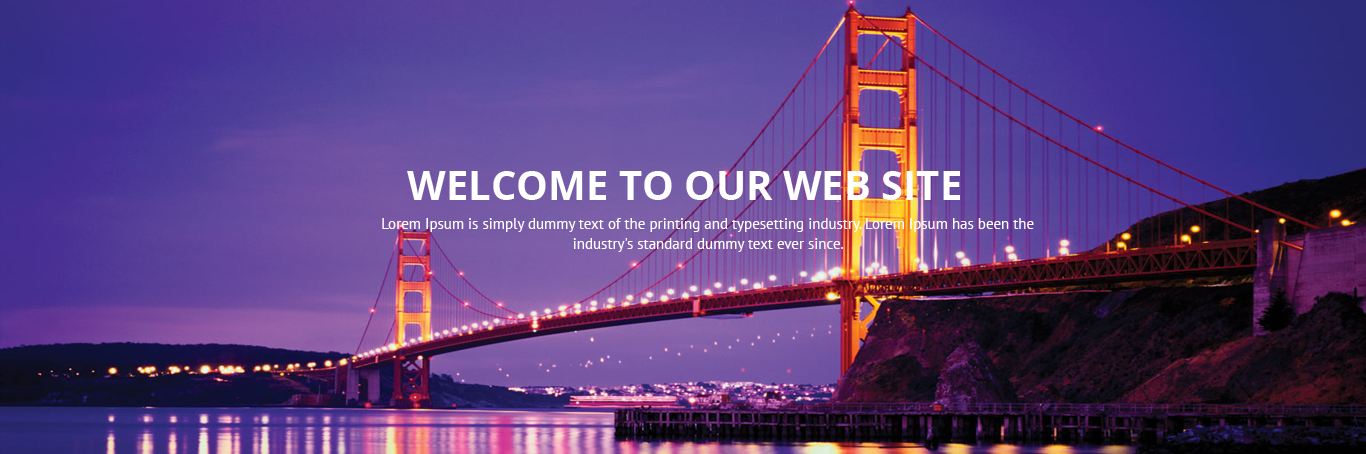 WELCOME TO OUR WEB SITE
Lorem Ipsum is simply dummy text of the printing and typesetting industry. Lorem Ipsum has been the
industry's standard dummy text ever since.